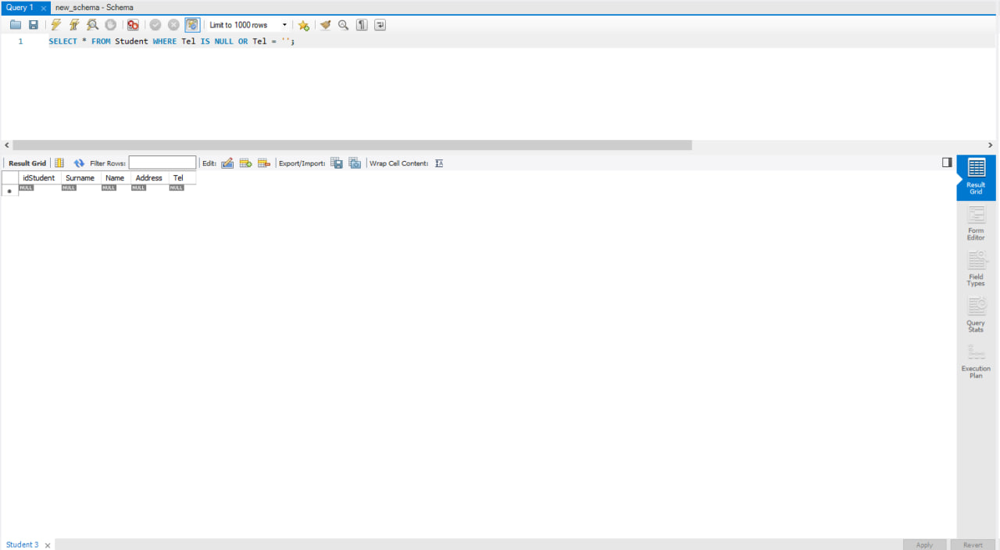 Query 1 new_schema - Schema
Limit to 1000 rows
1 SELECT * FROM Student WHERE Tel IS NULL OR Tel = '';
Result Grid Filter Rows: Edit: Export/Import: Wrap Cell Content:
idStudent Surname Name Address Tel
NULL NULL NULL NULL NULL
Result
Grid
Form
Editor
Field
Types
Query
Stats
Execution
Plan
Student 3 Apply Revert